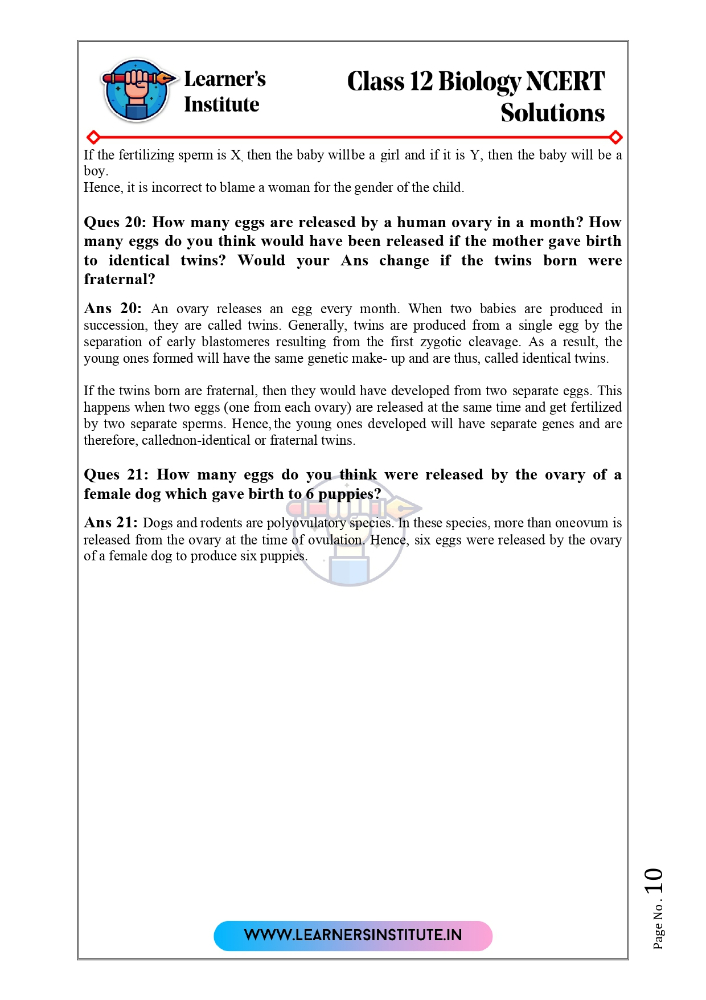 Learner's
Institute
Class 12 Biology NCERT
Solutions
If the fertilizing sperm is X, then the baby willbe a girl and if it is Y, then the baby will be a
boy.
Hence, it is incorrect to blame a woman for the gender of the child.
Ques 20: How many eggs are released by a human ovary in a month? How
many eggs do you think would have been released if the mother gave birth
to identical twins? Would your Ans change if the twins born were
fraternal?
Ans 20: An ovary releases an egg every month. When two babies are produced in
succession, they are called twins. Generally, twins are produced from a single egg by the
separation of early blastomeres resulting from the first zygotic cleavage. As a result, the
young ones formed will have the same genetic make- up and are thus, called identical twins.
If the twins born are fraternal, then they would have developed from two separate eggs. This
happens when two eggs (one from each ovary) are released at the same time and get fertilized
by two separate sperms. Hence, the young ones developed will have separate genes and are
therefore, callednon-identical or fraternal twins.
Ques 21: How many eggs do you think were released by the ovary of a
female dog which gave birth to 6 puppies?
Ans 21: Dogs and rodents are polyovulatory species. In these species, more than oneovum is
released from the ovary at the time of ovulation. Hence, six eggs were released by the ovary
of a female dog to produce six puppies.
Page No. 10
WWW.LEARNERSINSTITUTE.IN